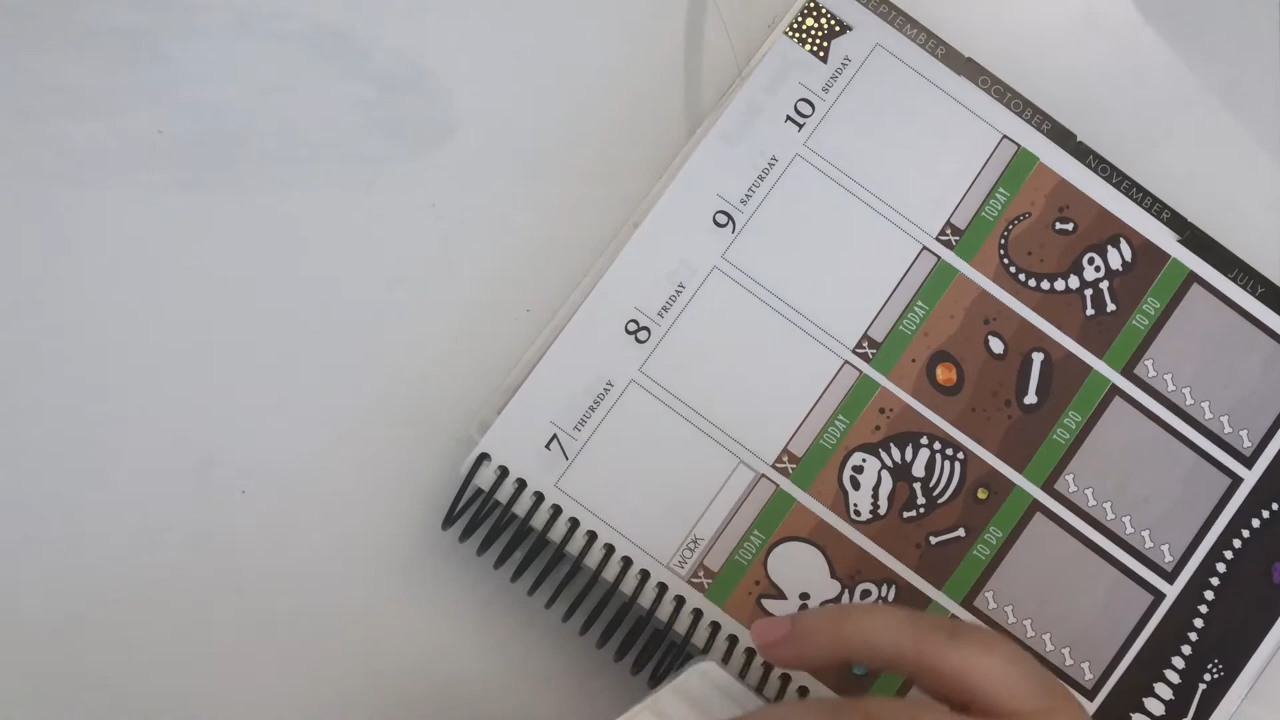 SEPTEMBER
OCTOBER
NOVEMBER
JULY
7 THURSDAY
8 FRIDAY
9 SATURDAY
10 SUNDAY
WORK
TODAY
TODAY
TODAY
TODAY
TO DO
TO DO
TO DO